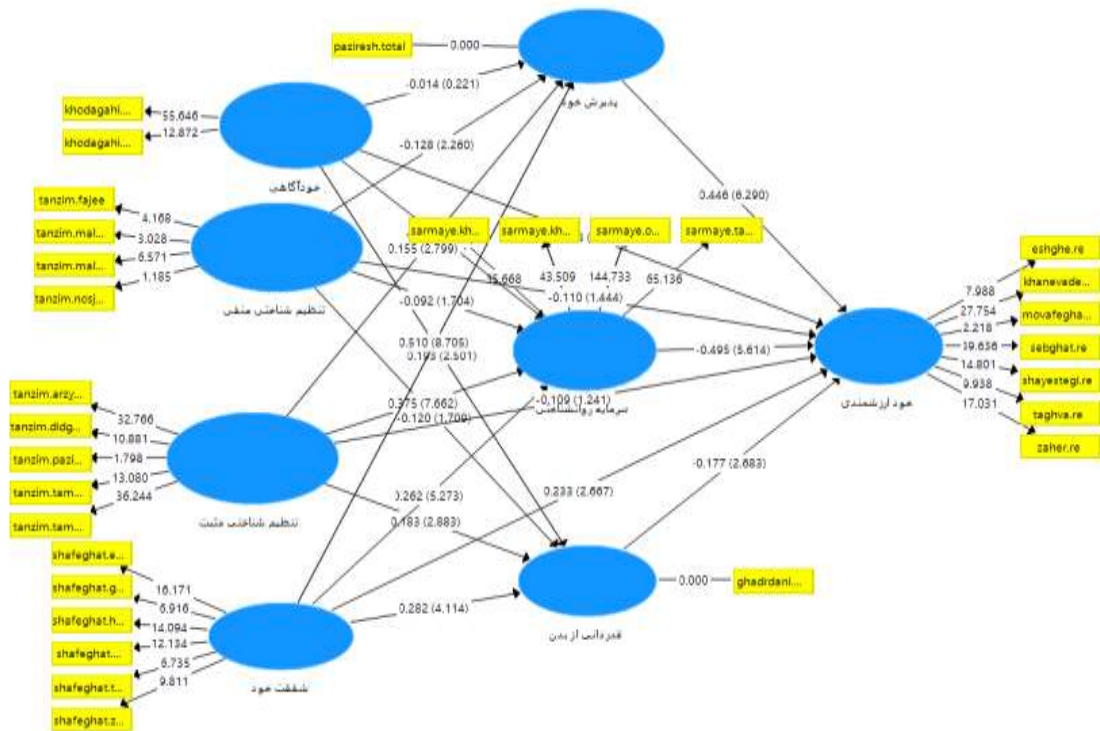 paziresh.total
0.000
پذیرش خود
-0.014 (0.221)
khodagahi....
55.646
khodagahi....
12.872
خودآگاهی
-0.128 (2.260)
0.446 (6.290)
tanzim.fajee
4.168
tanzim.mal...
3.028
tanzim.mal...
6.571
tanzim.nosj...
1.185
تنظیم شناختی منفی
sarmaye.kh...
sarmaye.kh...
sarmaye.o...
sarmaye.ta...
0.155 (2.799)
43.509
144.733
65.136
-0.092 (1.704)
-0.110 (1.444)
0.510 (8.705)
0.193 (2.501)
-0.495 (5.614)
سرمایه روانشناختی
eshghe.re
7.988
khanevade...
27.754
movafegha...
2.218
sebghat.re
shayestegi.re
14.801
taghva.re
9.938
zaher.re
17.031
خود ارزشمندی
0.375 (7.662)
-0.109 (1.241)
-0.120 (1.709)
tanzim.arzy...
32.766
tanzim.didg...
10.881
tanzim.pazi...
1.798
tanzim.tam...
13.080
tanzim.tam...
36.244
تنظیم شناختی مثبت
-0.177 (2.683)
0.262 (5.273)
0.233 (2.667)
0.183 (2.883)
shafeghat.e...
16.171
shafeghat.g...
6.916
shafeghat.h...
14.094
shafeghat....
12.134
shafeghat.t...
6.735
shafeghat.z...
9.811
شفقت خود
0.282 (4.114)
0.000
ghadrdani....
قدردانی از بدن